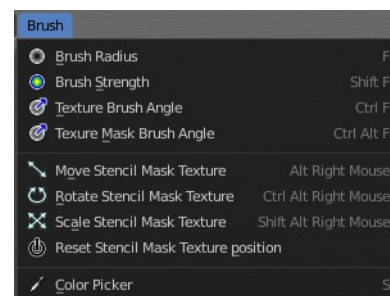 Brush
Brush Radius F
Brush Strength Shift F
Texture Brush Angle Ctrl F
Texure Mask Brush Angle Ctrl Alt F
Move Stencil Mask Texture Alt Right Mouse
Rotate Stencil Mask Texture Ctrl Alt Right Mouse
Scale Stencil Mask Texture Shift Alt Right Mouse
Reset Stencil Mask Texture position
Color Picker S